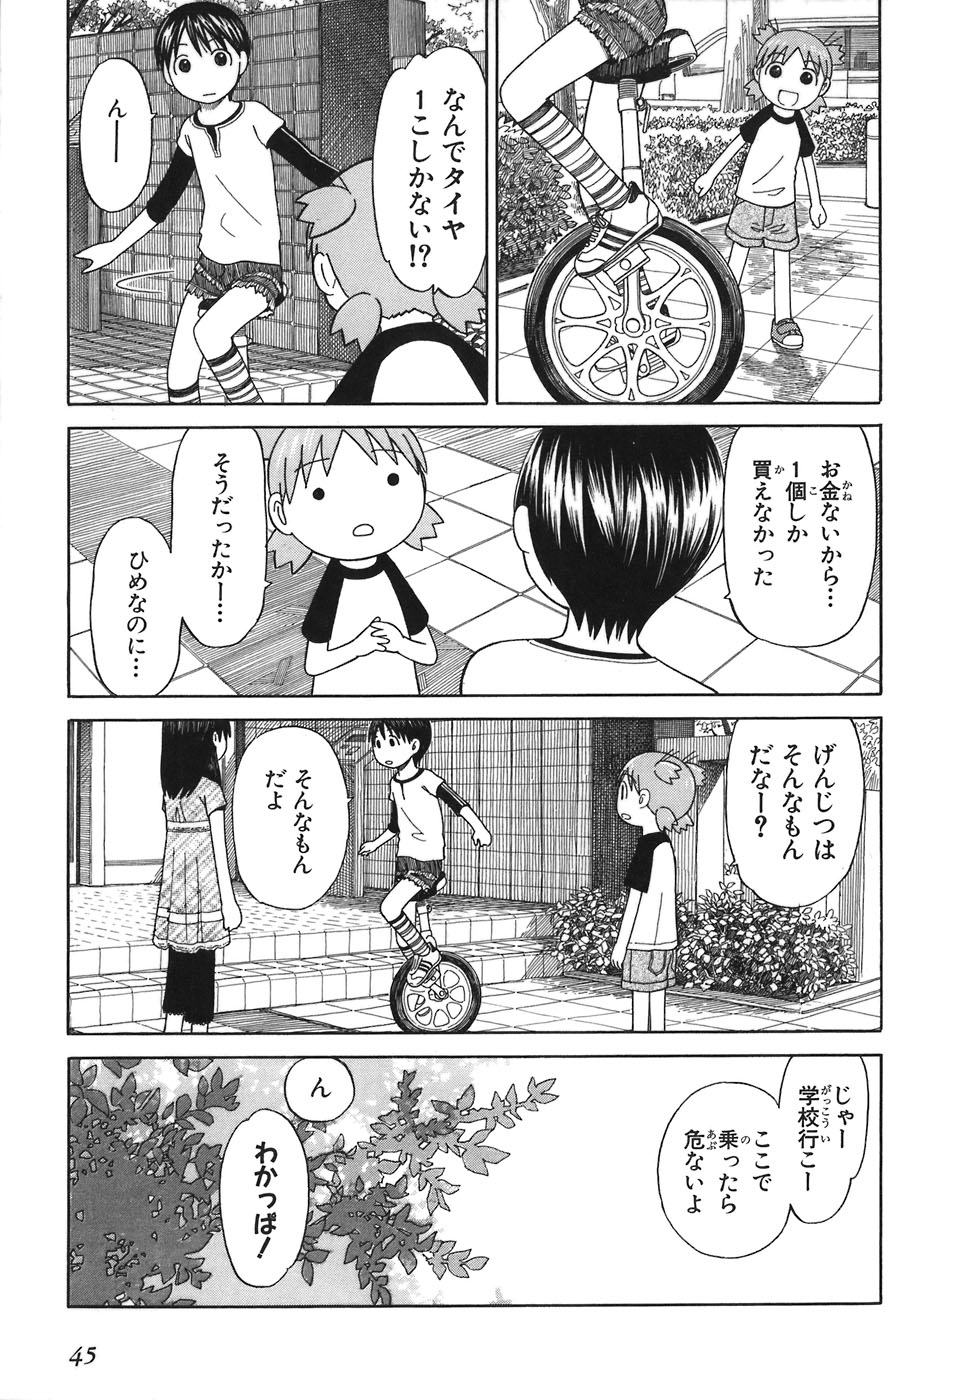 なんでタイヤ
１こしかない!?
んー
お金ないから…
１個しか
買えなかった
そうだったかー…
ひめなのに…
げんじつは
そんなもん
だなー？
そんなもん
だよ
じゃー
学校行こー
ここで
乗ったら
危ないよ
ん
わかっぱ！
45